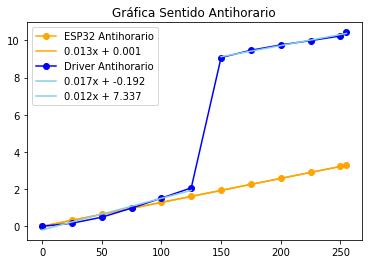 Gráfica Sentido Antihorario
ESP32 Antihorario
0.013x + 0.001
Driver Antihorario
0.017x + -0.192
0.012x + 7.337
10
8
6
4
2
0
0 50 100 150 200 250